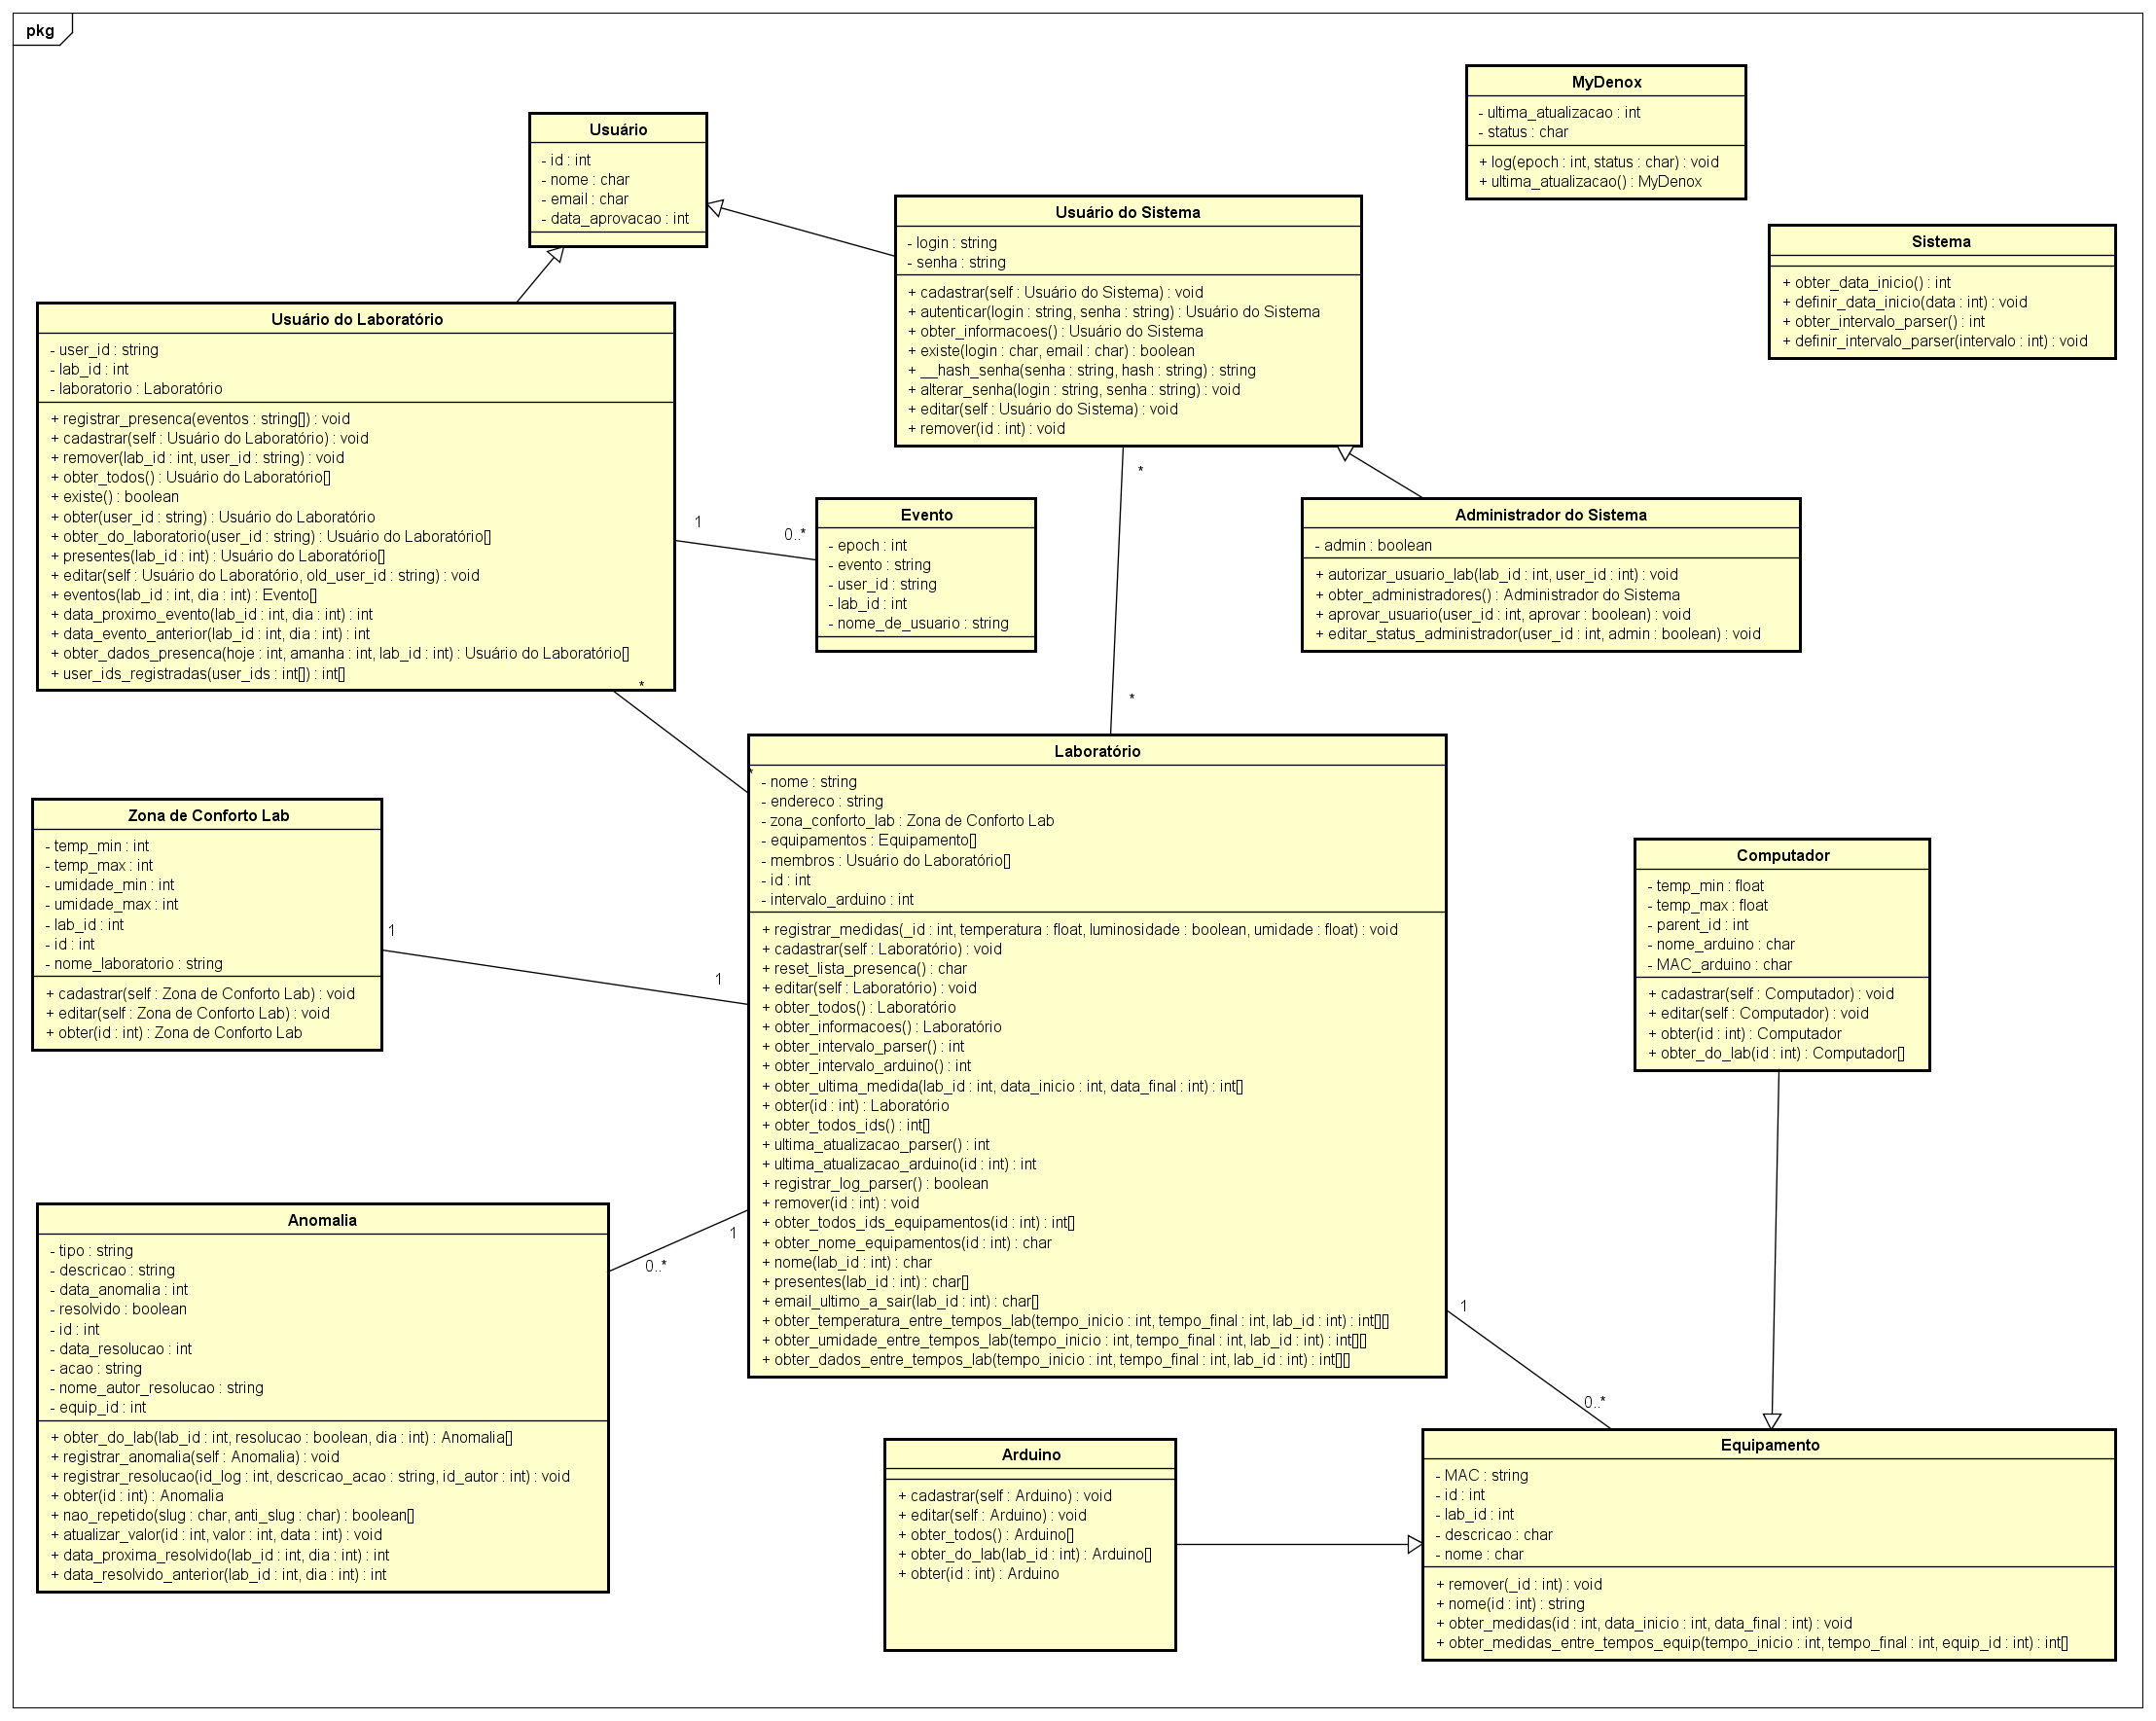 pkg
MyDenox
- ultima_atualizacao : int
- status : char
+ log(epoch : int, status : char) : void
+ ultima_atualizacao() : MyDenox
Usuário
- id : int
- nome : char
- email : char
- data_aprovacao : int
Usuário do Sistema
- login : string
- senha : string
+ cadastrar(self : Usuário do Sistema) : void
+ autenticar(login : string, senha : string) : Usuário do Sistema
+ obter_informacoes() : Usuário do Sistema
+ existe(login : char, email : char) : boolean
+ __hash_senha(senha : string, hash : string) : string
+ alterar_senha(login : string, senha : string) : void
+ editar(self : Usuário do Sistema) : void
+ remover(id : int) : void
Sistema
+ obter_data_inicio() : int
+ definir_data_inicio(data : int) : void
+ obter_intervalo_parser() : int
+ definir_intervalo_parser(intervalo : int) : void
Usuário do Laboratório
- user_id : string
- lab_id : int
- laboratorio : Laboratório
+ registrar_presenca(eventos : string[]) : void
+ cadastrar(self : Usuário do Laboratório) : void
+ remover(lab_id : int, user_id : string) : void
+ obter_todos() : Usuário do Laboratório[]
+ existe() : boolean
+ obter(user_id : string) : Usuário do Laboratório
+ obter_do_laboratorio(user_id : string) : Usuário do Laboratório[]
+ presentes(lab_id : int) : Usuário do Laboratório[]
+ editar(self : Usuário do Laboratório, old_user_id : string) : void
+ eventos(lab_id : int, dia : int) : Evento[]
+ data_proximo_evento(lab_id : int, dia : int) : int
+ data_evento_anterior(lab_id : int, dia : int) : int
+ obter_dados_presenca(hoje : int, amanha : int, lab_id : int) : Usuário do Laboratório[]
+ user_ids_registradas(user_ids : int[]) : int[]
1
0..*
Evento
- epoch : int
- evento : string
- user_id : string
- lab_id : int
- nome_de_usuario : string
*
*
Administrador do Sistema
- admin : boolean
+ autorizar_usuario_lab(lab_id : int, user_id : int) : void
+ obter_administradores() : Administrador do Sistema
+ aprovar_usuario(user_id : int, aprovar : boolean) : void
+ editar_status_administrador(user_id : int, admin : boolean) : void
*
*
Laboratório
- nome : string
- endereco : string
- zona_conforto_lab : Zona de Conforto Lab
- equipamentos : Equipamento[]
- membros : Usuário do Laboratório[]
- id : int
- intervalo_arduino : int
+ registrar_medidas(_id : int, temperatura : float, luminosidade : boolean, umidade : float) : void
+ cadastrar(self : Laboratório) : void
+ reset_lista_presenca() : char
+ editar(self : Laboratório) : void
+ obter_todos() : Laboratório
+ obter_informacoes() : Laboratório
+ obter_intervalo_parser() : int
+ obter_intervalo_arduino() : int
+ obter_ultima_medida(lab_id : int, data_inicio : int, data_final : int) : int[]
+ obter(id : int) : Laboratório
+ obter_todos_ids() : int[]
+ ultima_atualizacao_parser() : int
+ ultima_atualizacao_arduino(id : int) : int
+ registrar_log_parser() : boolean
+ remover(id : int) : void
+ obter_todos_ids_equipamentos(id : int) : int[]
+ obter_nome_equipamentos(id : int) : char
+ nome(lab_id : int) : char
+ presentes(lab_id : int) : char[]
+ email_ultimo_a_sair(lab_id : int) : char[]
+ obter_temperatura_entre_tempos_lab(tempo_inicio : int, tempo_final : int, lab_id : int) : int[][]
+ obter_umidade_entre_tempos_lab(tempo_inicio : int, tempo_final : int, lab_id : int) : int[][]
+ obter_dados_entre_tempos_lab(tempo_inicio : int, tempo_final : int, lab_id : int) : int[][]
Zona de Conforto Lab
- temp_min : int
- temp_max : int
- umidade_min : int
- umidade_max : int
- lab_id : int
- id : int
- nome_laboratorio : string
+ cadastrar(self : Zona de Conforto Lab) : void
+ editar(self : Zona de Conforto Lab) : void
+ obter(id : int) : Zona de Conforto Lab
1
1
Computador
- temp_min : float
- temp_max : float
- parent_id : int
- nome_arduino : char
- MAC_arduino : char
+ cadastrar(self : Computador) : void
+ editar(self : Computador) : void
+ obter(id : int) : Computador
+ obter_do_lab(id : int) : Computador[]
Anomalia
- tipo : string
- descricao : string
- data_anomalia : int
- resolvido : boolean
- id : int
- data_resolucao : int
- acao : string
- nome_autor_resolucao : string
- equip_id : int
+ obter_do_lab(lab_id : int, resolucao : boolean, dia : int) : Anomalia[]
+ registrar_anomalia(self : Anomalia) : void
+ registrar_resolucao(id_log : int, descricao_acao : string, id_autor : int) : void
+ obter(id : int) : Anomalia
+ nao_repetido(slug : char, anti_slug : char) : boolean[]
+ atualizar_valor(id : int, valor : int, data : int) : void
+ data_proxima_resolvido(lab_id : int, dia : int) : int
+ data_resolvido_anterior(lab_id : int, dia : int) : int
1
0..*
1
0..*
Arduino
+ cadastrar(self : Arduino) : void
+ editar(self : Arduino) : void
+ obter_todos() : Arduino[]
+ obter_do_lab(lab_id : int) : Arduino[]
+ obter(id : int) : Arduino
Equipamento
- MAC : string
- id : int
- lab_id : int
- descricao : char
- nome : char
+ remover(_id : int) : void
+ nome(id : int) : string
+ obter_medidas(id : int, data_inicio : int, data_final : int) : void
+ obter_medidas_entre_tempos_equip(tempo_inicio : int, tempo_final : int, equip_id : int) : int[]